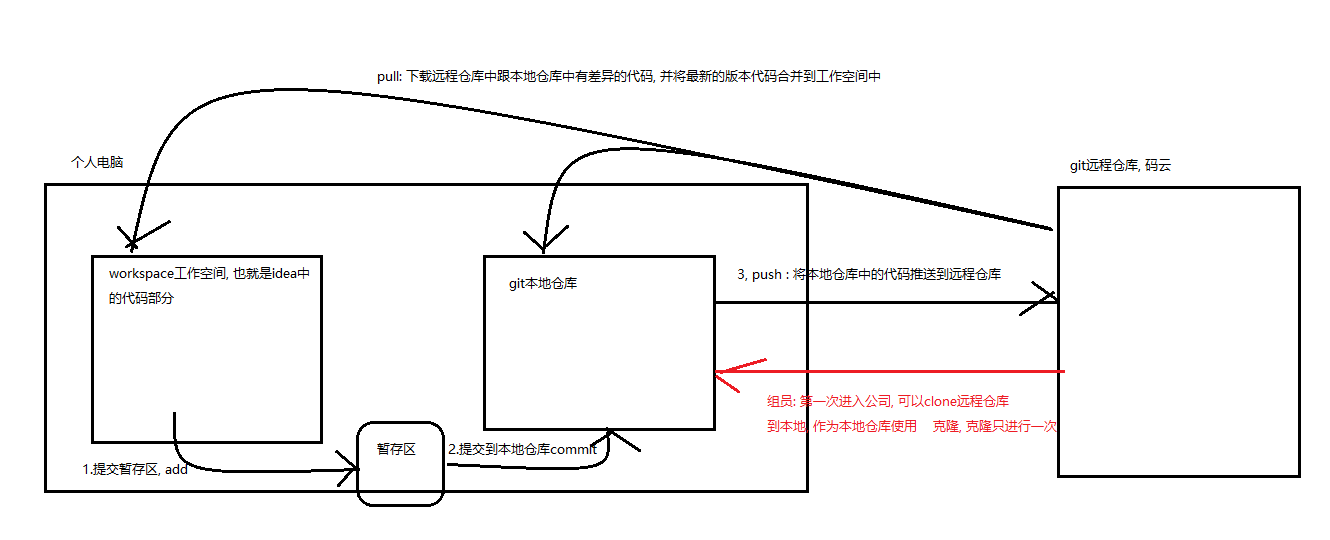 pull: 下载远程仓库中跟本地仓库中有差异的代码, 并将最新的版本代码合并到工作空间中
个人电脑
git远程仓库, 码云
workspace工作空间, 也就是idea中
的代码部分
git本地仓库
3, push : 将本地仓库中的代码推送到远程仓库
组员: 第一次进入公司, 可以clone远程仓库
到本地, 作为本地仓库使用    克隆, 克隆只进行一次
暂存区
2.提交到本地仓库commit
1.提交暂存区, add